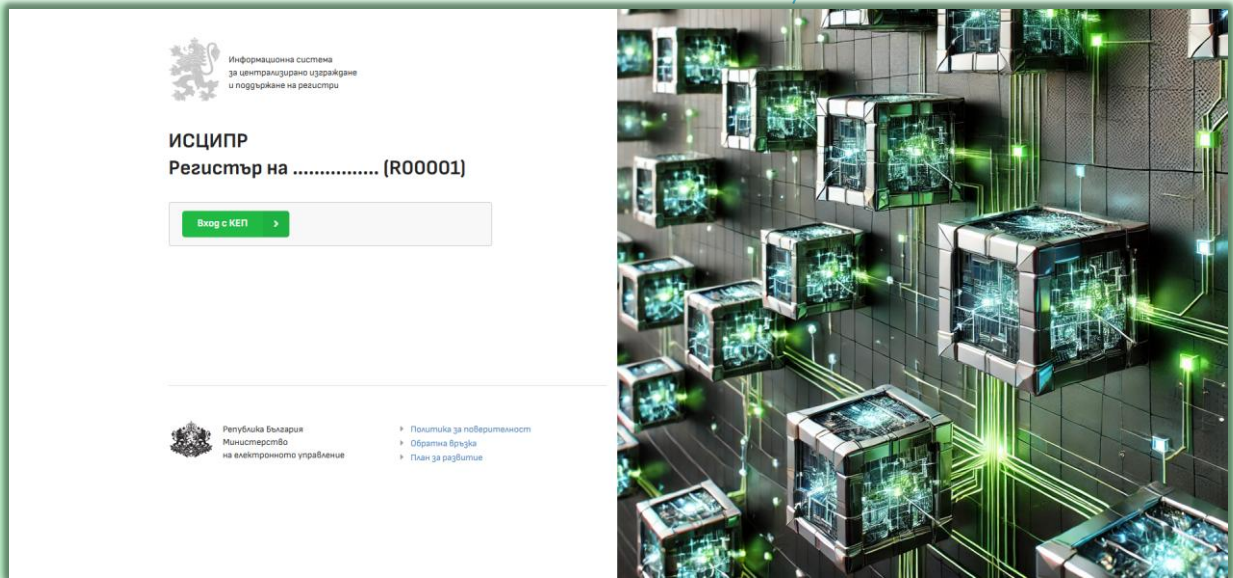 Информационна система
за централизирано изграждане
и поддържане на регистри
ИСЦИПР
Регистър на ................ (R00001)
Вход с КЕП
Република България
Министерство
на електронното управление
Политика за поверителност
Обратна връзка
План за развитие